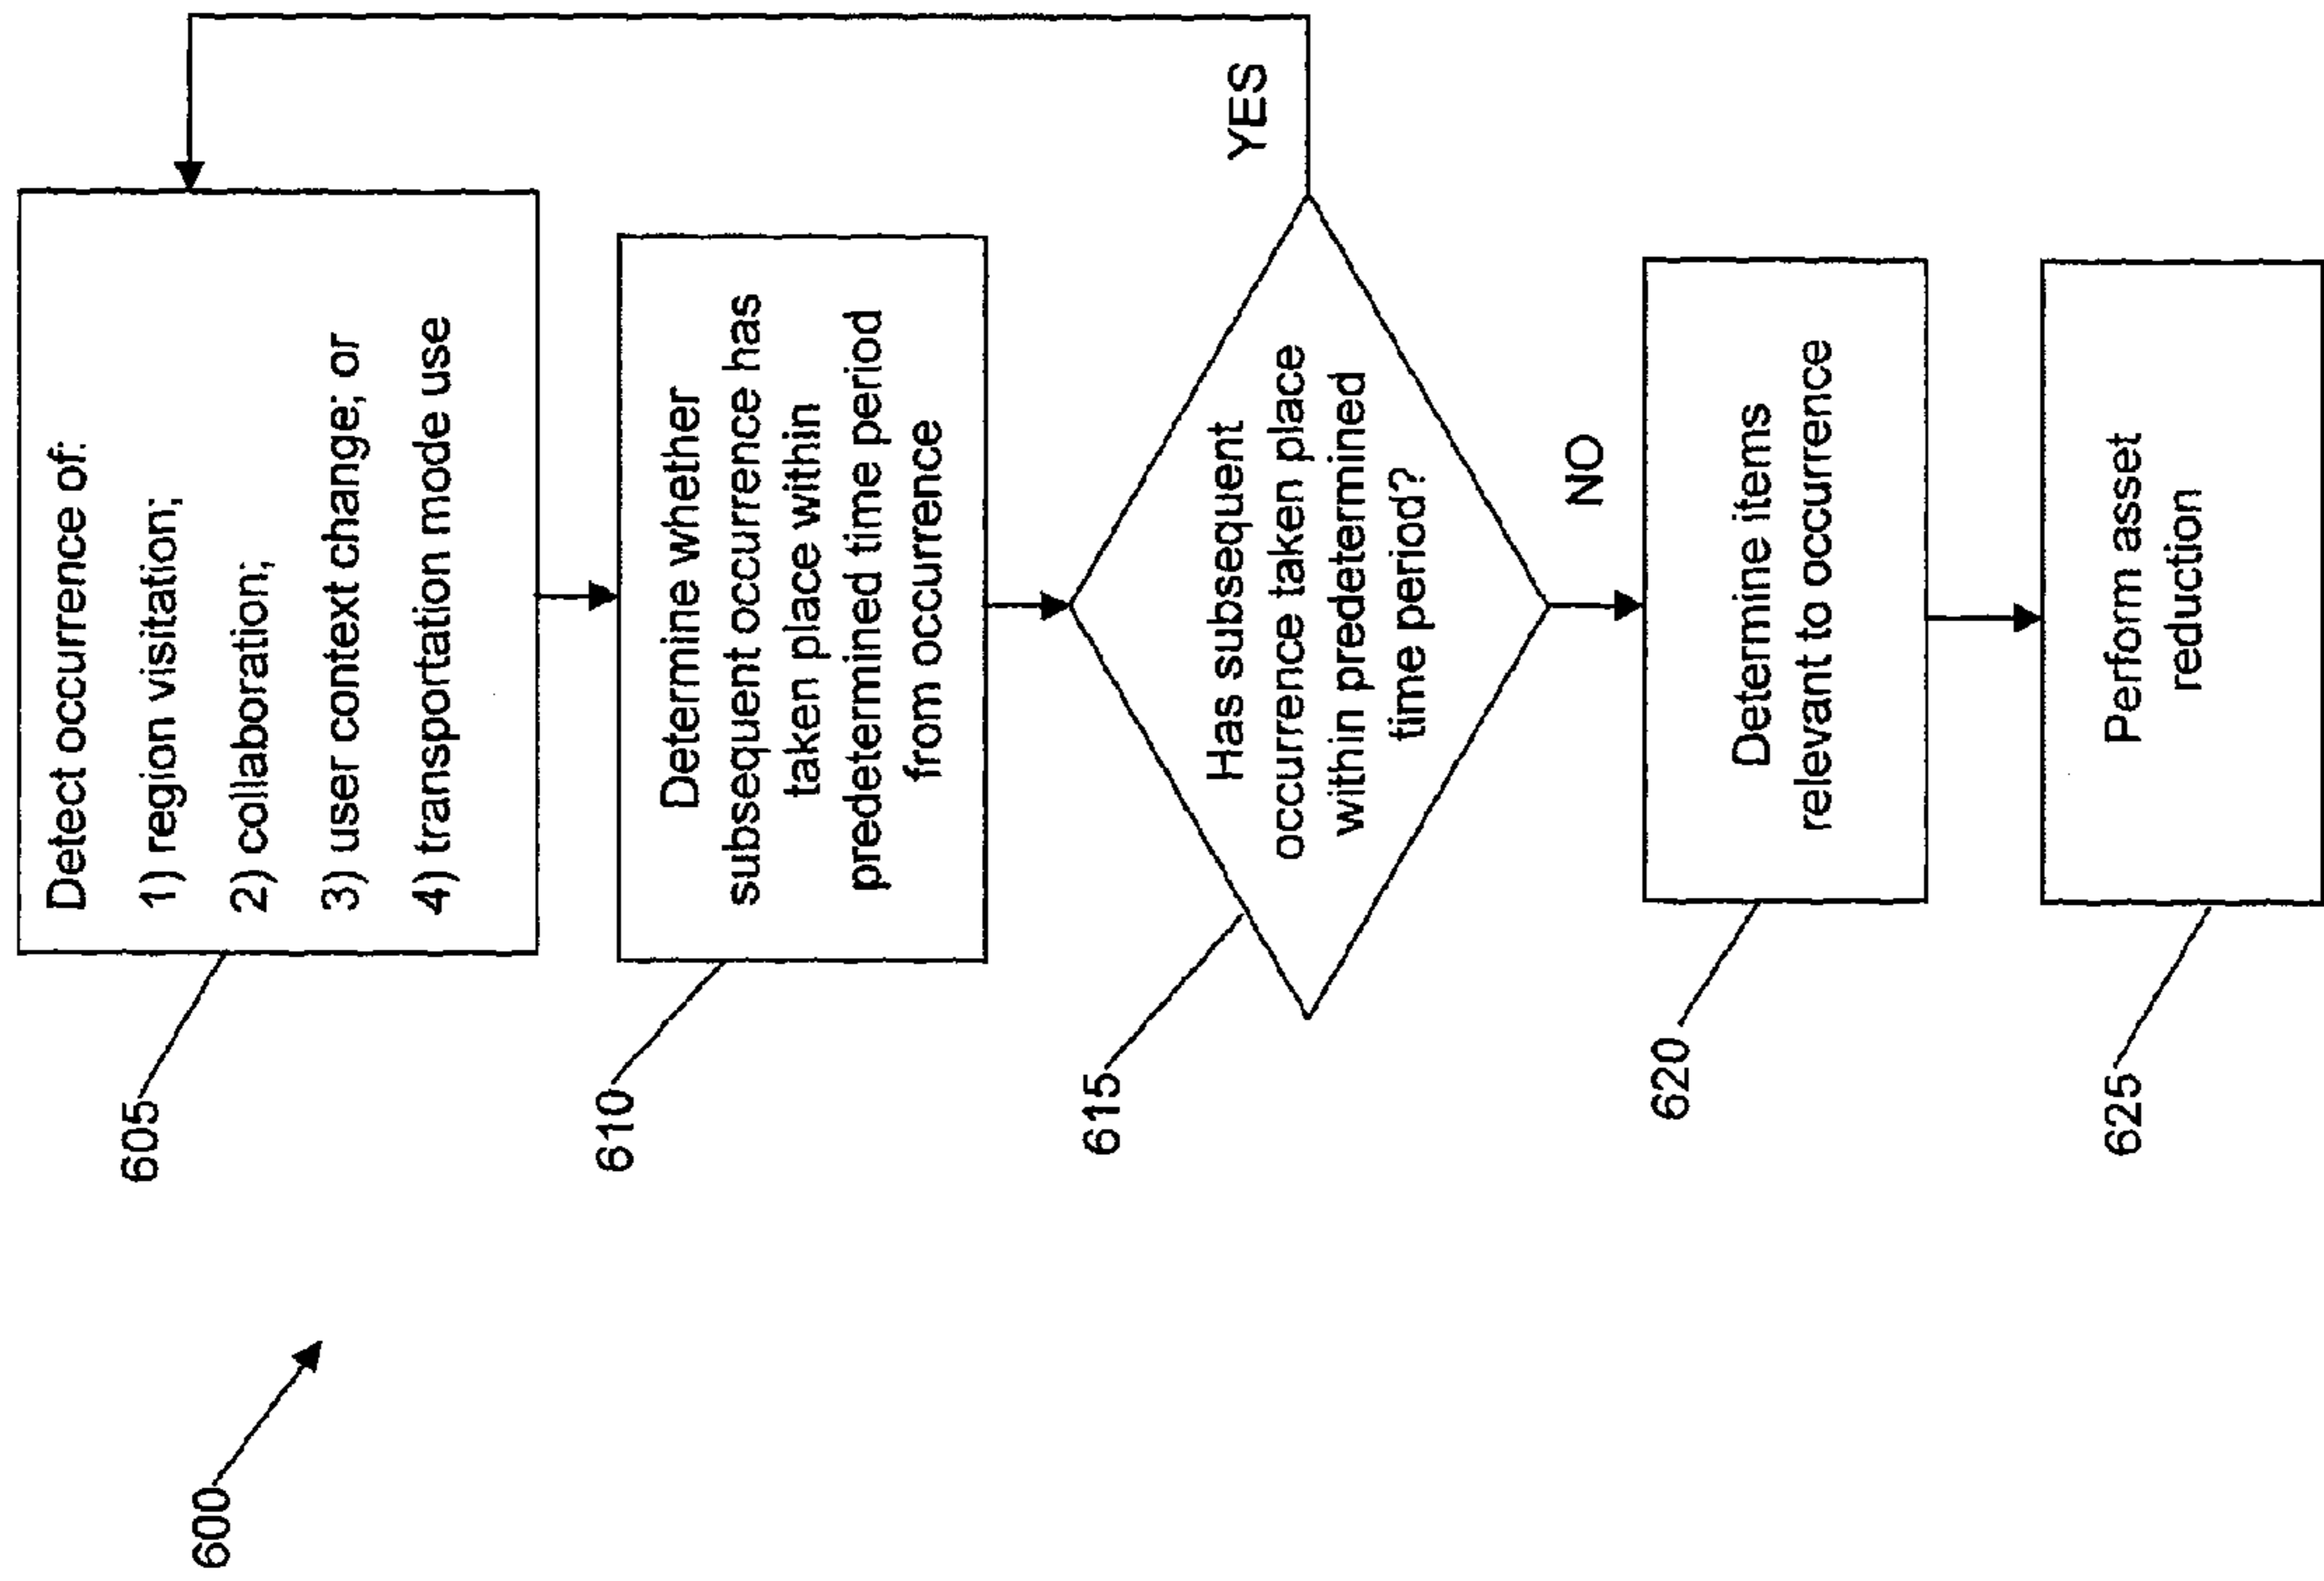 600
605
Detect occurrence of:
1) region visitation;
2) collaboration;
3) user context change; or
4) transportation mode use
610
Determine whether
subsequent occurrence has
taken place within
predetermined time period
from occurrence
615
Has subsequent
occurrence taken place
within predetermined
time period?
YES
NO
620
Determine items
relevant to occurrence
625
Perform asset
reduction